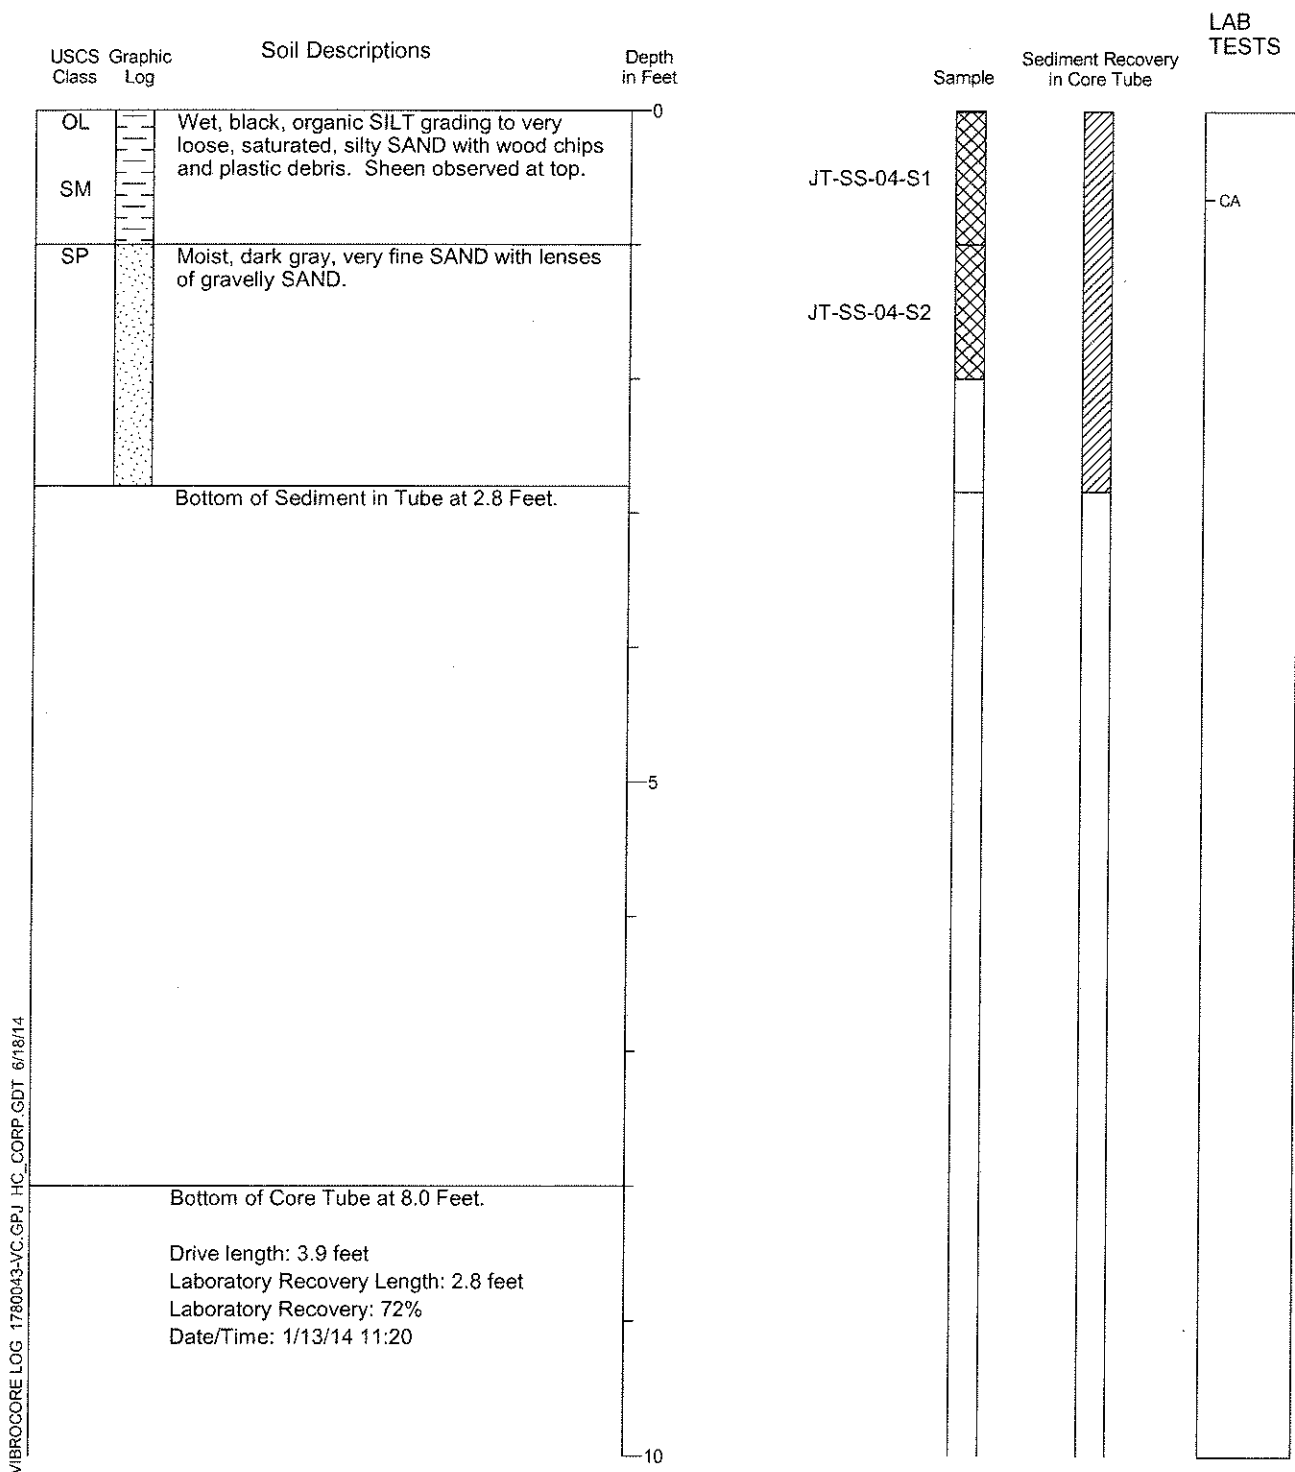 LAB
TESTS
USCS Class
Graphic Log
Soil Descriptions
Depth in Feet
Sample
Sediment Recovery
in Core Tube
0
OL
Wet, black, organic SILT grading to very
loose, saturated, silty SAND with wood chips
and plastic debris. Sheen observed at top.
SM
JT-SS-04-S1
CA
SP
Moist, dark gray, very fine SAND with lenses
of gravelly SAND.
JT-SS-04-S2
Bottom of Sediment in Tube at 2.8 Feet.
5
Bottom of Core Tube at 8.0 Feet.
Drive length: 3.9 feet
Laboratory Recovery Length: 2.8 feet
Laboratory Recovery: 72%
Date/Time: 1/13/14 11:20
10
VIBROCORE LOG 1780043-VC.GPJ HC_CORP.GDT 6/18/14